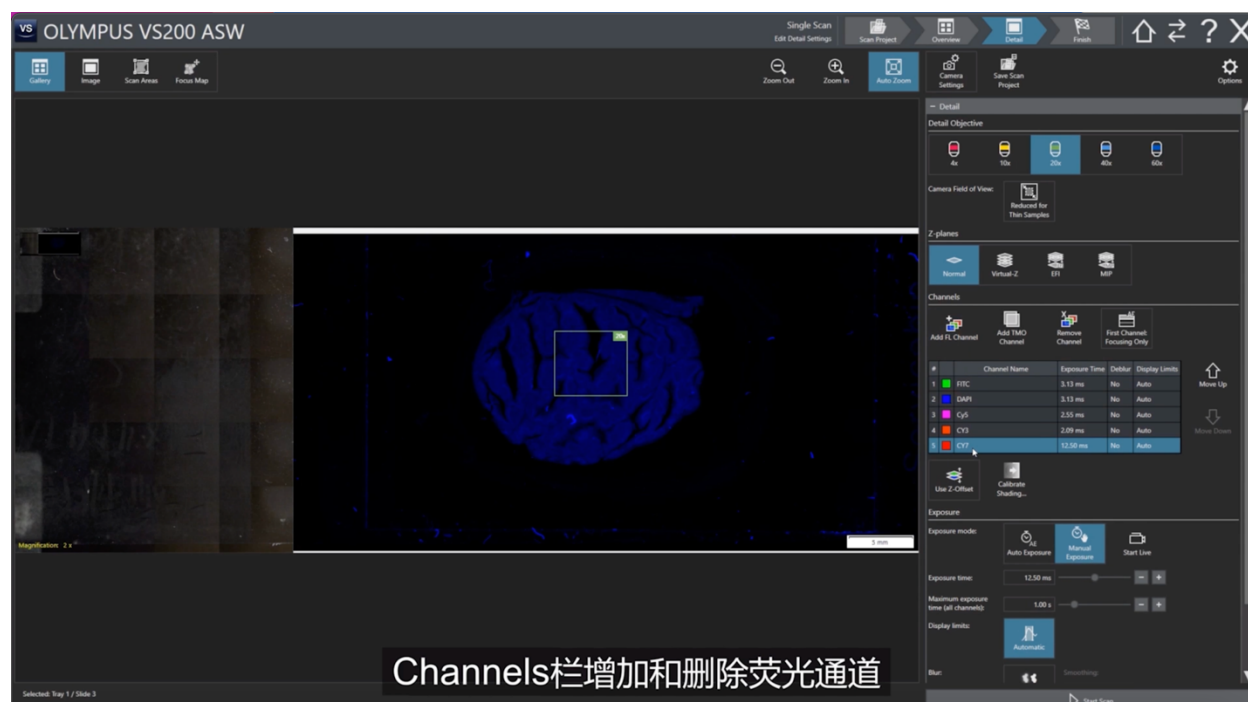 VS OLYMPUS VS200 ASW
Single Scan
Edit Detail Settings
Scan Project
Overview
Detail
Finish
Gallery
Image
Scan Areas
Focus Map
Zoom Out
Zoom In
Auto Zoom
Camera
Settings
Save Scan
Project
Options
Detail
Detail Objective
4x
10x
20x
40x
60x
Camera Field of View:
Reduced for
Thin Samples
Z-planes
Normal
Virtual-Z
EFI
MIP
Channels
Add FL Channel
Add TMO
Channel
Remove
Channel
First Channel:
Focusing Only
# Channel Name Exposure Time Deblur Display Limits
1 FITC 3.13 ms No Auto
2 DAPI 3.13 ms No Auto
3 Cy5 2.55 ms No Auto
4 CY3 2.09 ms No Auto
5 CY7 12.50 ms No Auto
Move Up
Move Down
Use Z-Offset
Calibrate
Shading...
Exposure
Exposure mode:
Auto Exposure
Manual
Exposure
Start Live
Exposure time: 12.50 ms
Maximum exposure
time (all channels): 1.00 s
Display limits:
Automatic
Blur:
Smoothing:
Start Scan
20x
Magnification: 2 x
5 mm
Channels栏增加和删除荧光通道
Selected: Tray 1 / Slide 3